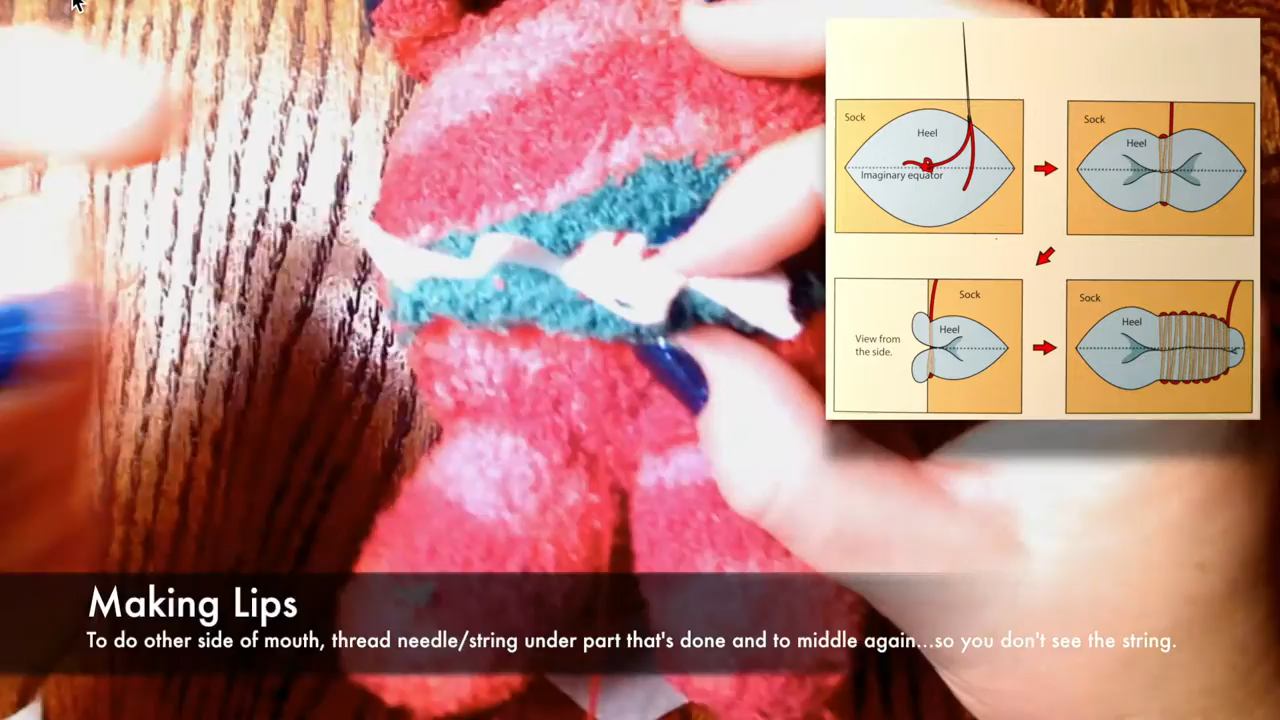 Sock
Heel
Imaginary equator
Sock
Heel
Sock
Heel
View from
the side.
Sock
Heel
Making Lips
To do other side of mouth, thread needle/string under part that's done and to middle again...so you don't see the string.